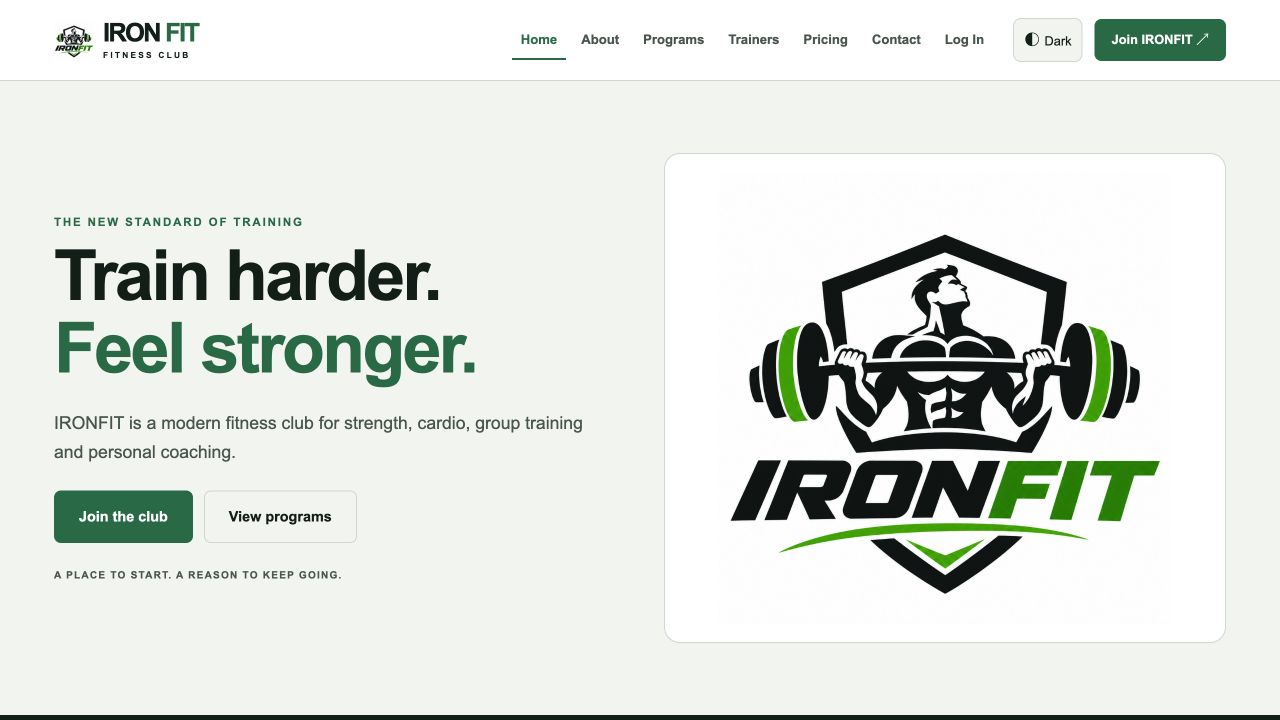 IRONFIT
IRON FIT
FITNESS CLUB
Home
About
Programs
Trainers
Pricing
Contact
Log In
Dark
Join IRONFIT ↗
THE NEW STANDARD OF TRAINING
Train harder.
Feel stronger.
IRONFIT is a modern fitness club for strength, cardio, group training
and personal coaching.
Join the club
View programs
A PLACE TO START. A REASON TO KEEP GOING.
IRONFIT